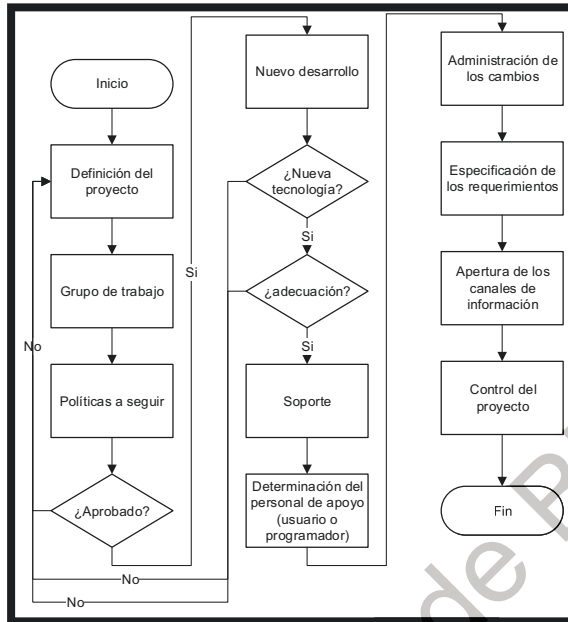 Inicio
Definición del
proyecto
Grupo de trabajo
Políticas a seguir
¿Aprobado?
No
Si
Nuevo desarrollo
¿Nueva
tecnología?
Si
¿adecuación?
Si
Soporte
Determinación del
personal de apoyo
(usuario o
programador)
No
No
Administración de
los cambios
Especificación de
los requerimientos
Apertura de los
canales de
información
Control del
proyecto
Fin
de